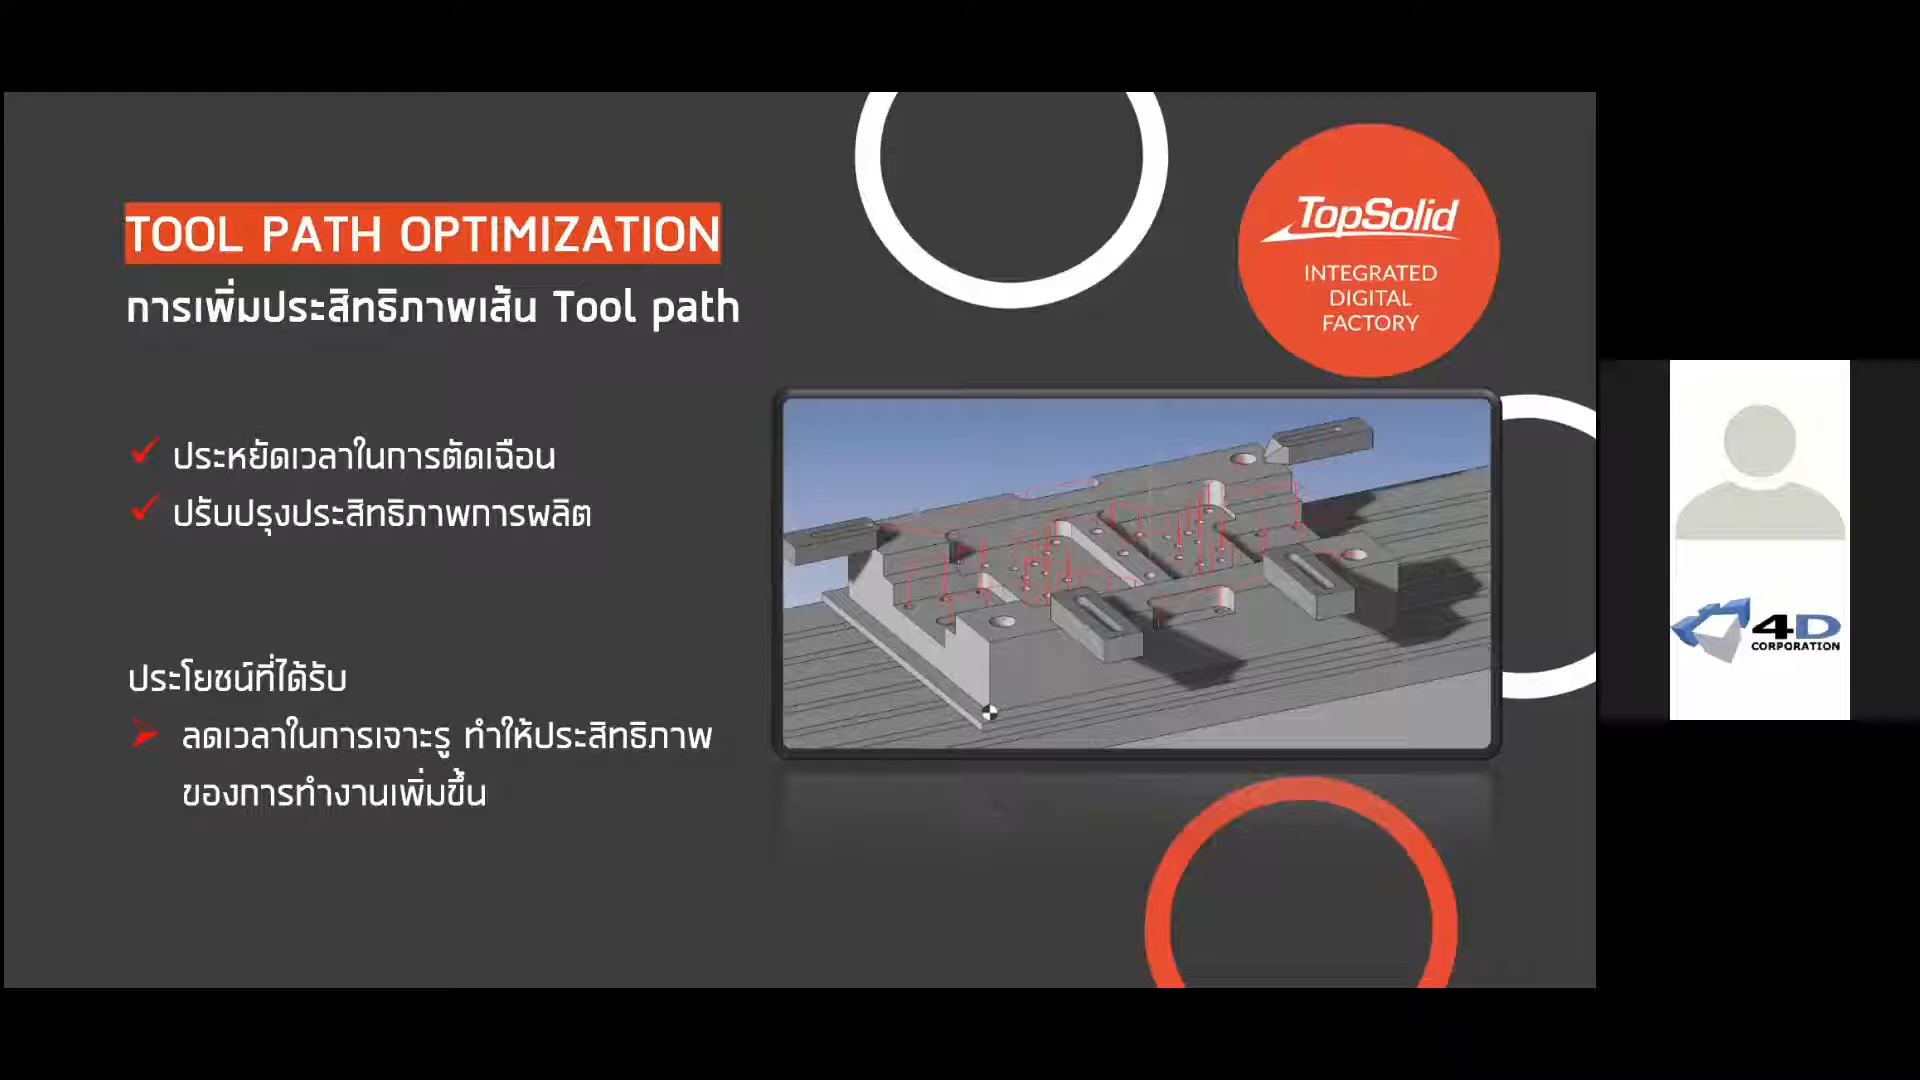 TOOL PATH OPTIMIZATION
การเพิ่มประสิทธิภาพเส้น Tool path
ประหยัดเวลาในการตัดเฉือน
ปรับปรุงประสิทธิภาพการผลิต
ประโยชน์ที่ได้รับ
ลดเวลาในการเจาะรู ทำให้ประสิทธิภาพ
ของการทำงานเพิ่มขึ้น
TopSolid
INTEGRATED
DIGITAL
FACTORY
4D
CORPORATION